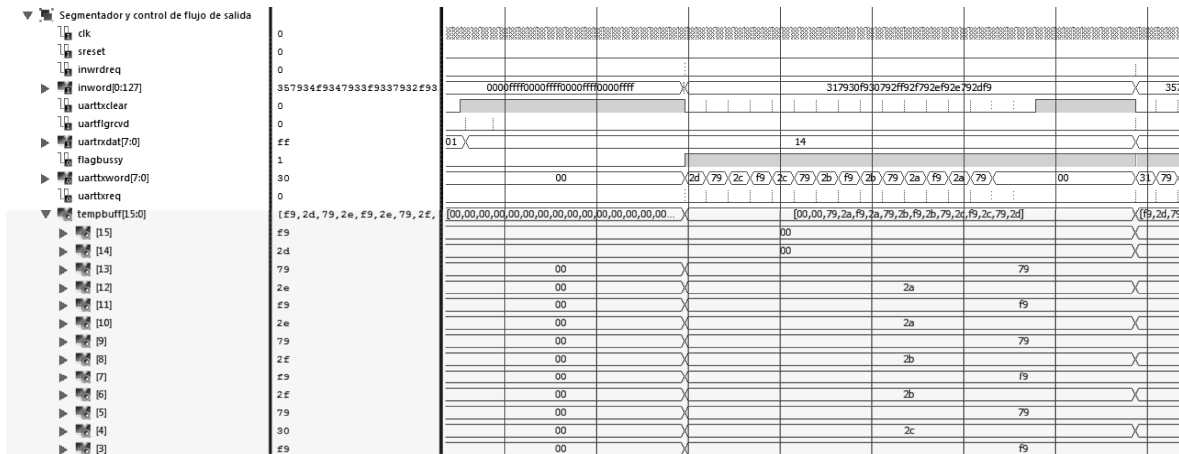 Segmentador y control de flujo de salida
clk 0
sreset 0
inwrdreq 0
inword[0:127] 357934f9347933f9337932f93 0000ffff0000ffff0000ffff0000ffff 317930f930792ff92f792ef92e792df9 357
uarttxclear 0
uartflgrcvd 0
uartrxdat[7:0] ff 01 14
flagbussy 1
uarttxword[7:0] 30 00 2d 79 2c f9 2c 79 2b f9 2b 79 2a f9 2a 79 00 31 79
uarttxreq 0
tempbuff[15:0] [f9,2d,79,2e,f9,2e,79,2f, [00,00,00,00,00,00,00,00,00,00,00,00,00,00... [00,00,79,2a,f9,2a,79,2b,f9,2b,79,2c,f9,2c,79,2d] [f9,2d,79
[15] f9 00
[14] 2d 00
[13] 79 00 79
[12] 2e 00 2a
[11] f9 00 f9
[10] 2e 00 2a
[9] 79 00 79
[8] 2f 00 2b
[7] f9 00 f9
[6] 2f 00 2b
[5] 79 00 79
[4] 30 00 2c
[3] f9 00 f9